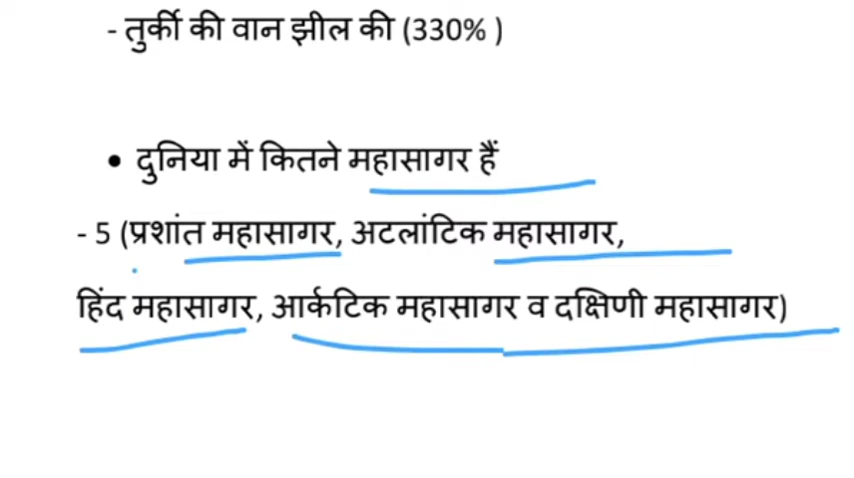 - तुर्की की वान झील की (330% )
• दुनिया में कितने महासागर हैं
- 5 (प्रशांत महासागर, अटलांटिक महासागर,
हिंद महासागर, आर्कटिक महासागर व दक्षिणी महासागर)